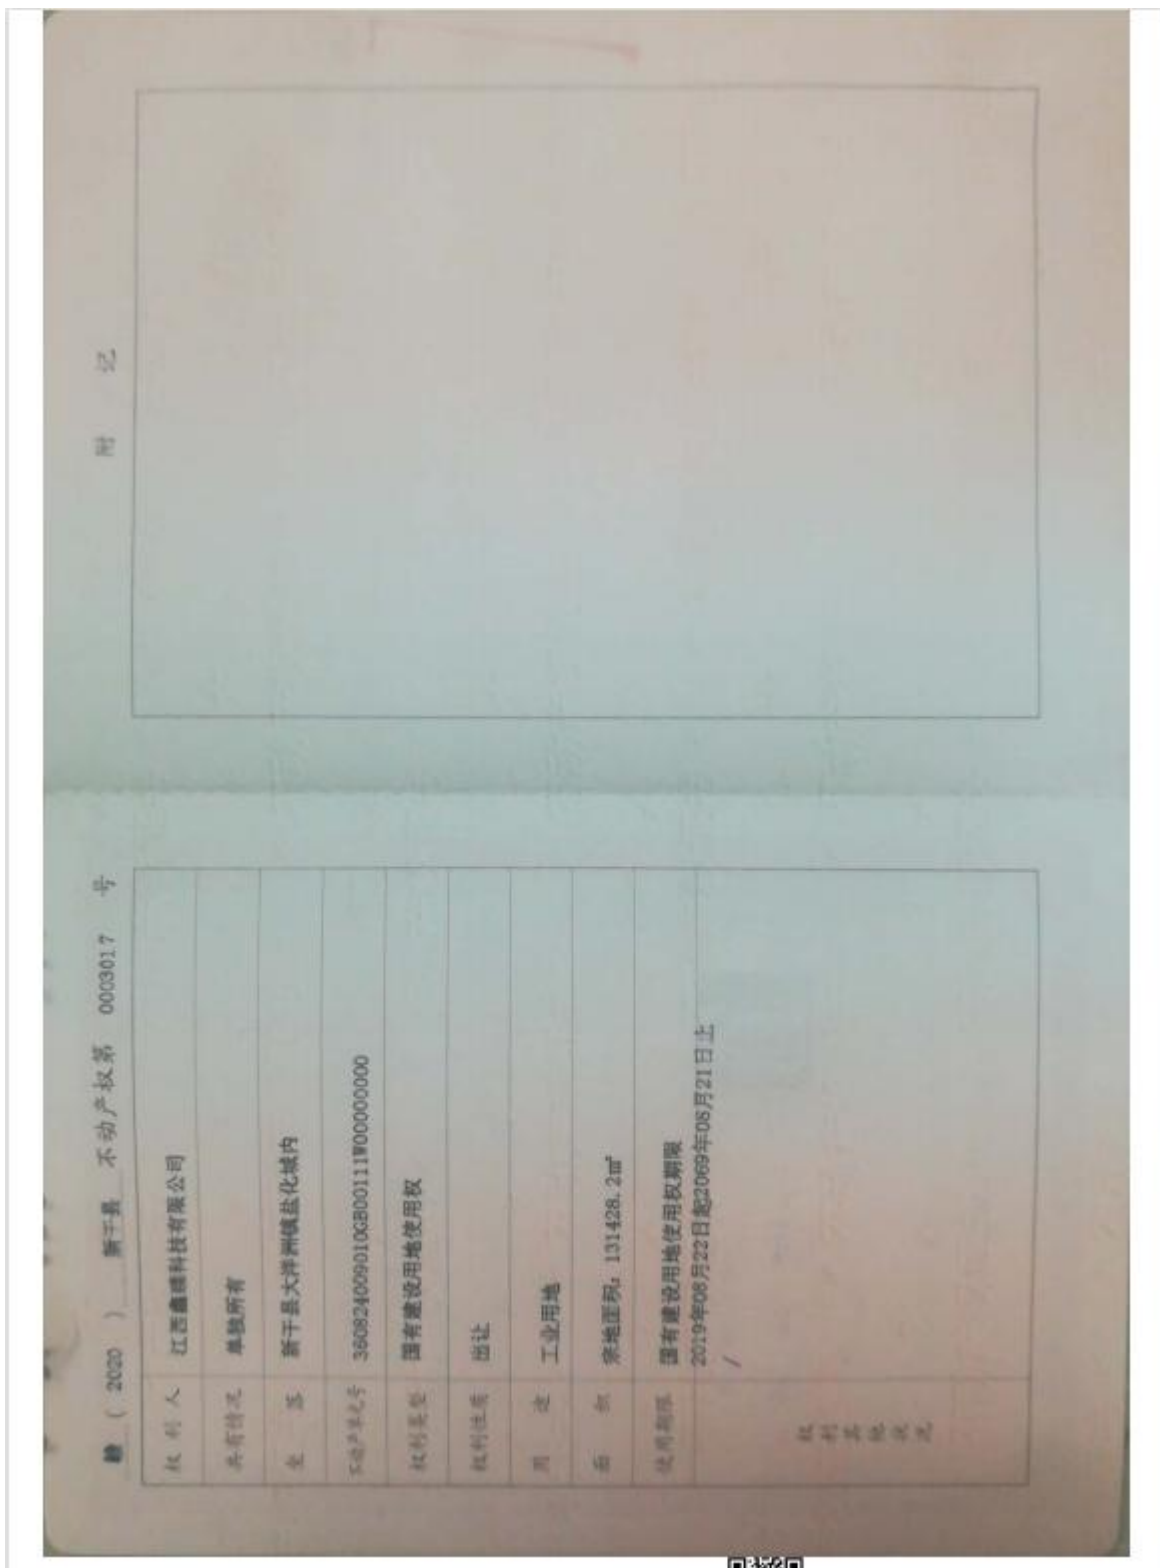 赣 ( 2020 ) 新干县 不动产权第 0003017 号
权利人 江西鑫臻科技有限公司
共有情况 单独所有
坐落 新干县大洋洲镇盐化城内
不动产单元号 360824009010GB00111W00000000
权利类型 国有建设用地使用权
权利性质 出让
用途 工业用地
面积 宗地面积：131428.2㎡
使用期限 国有建设用地使用权期限
2019年08月22日起2069年08月21日止
/
权利其他状况
附 记